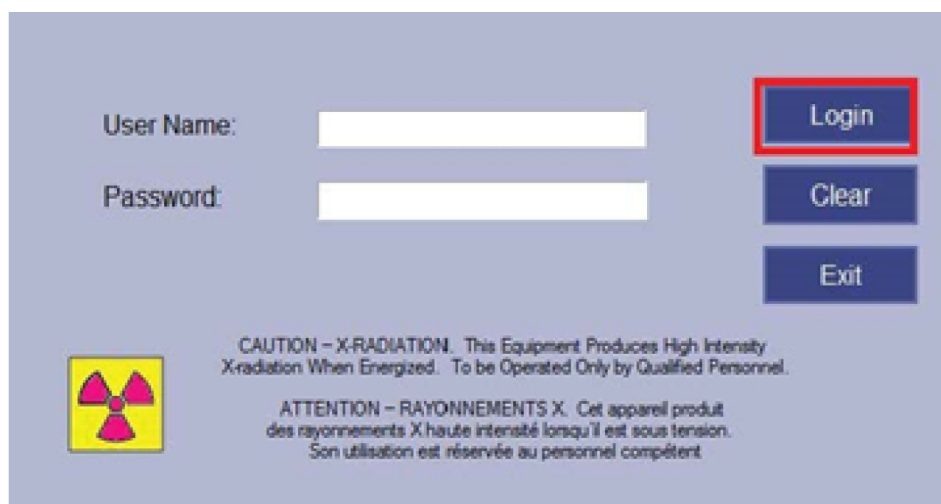 User Name:
Login
Password:
Clear
Exit
CAUTION – X-RADIATION. This Equipment Produces High Intensity
X-radiation When Energized. To be Operated Only by Qualified Personnel.
ATTENTION – RAYONNEMENTS X. Cet appareil produit
des rayonnements X haute intensité lorsqu'il est sous tension.
Son utilisation est réservée au personnel compétent